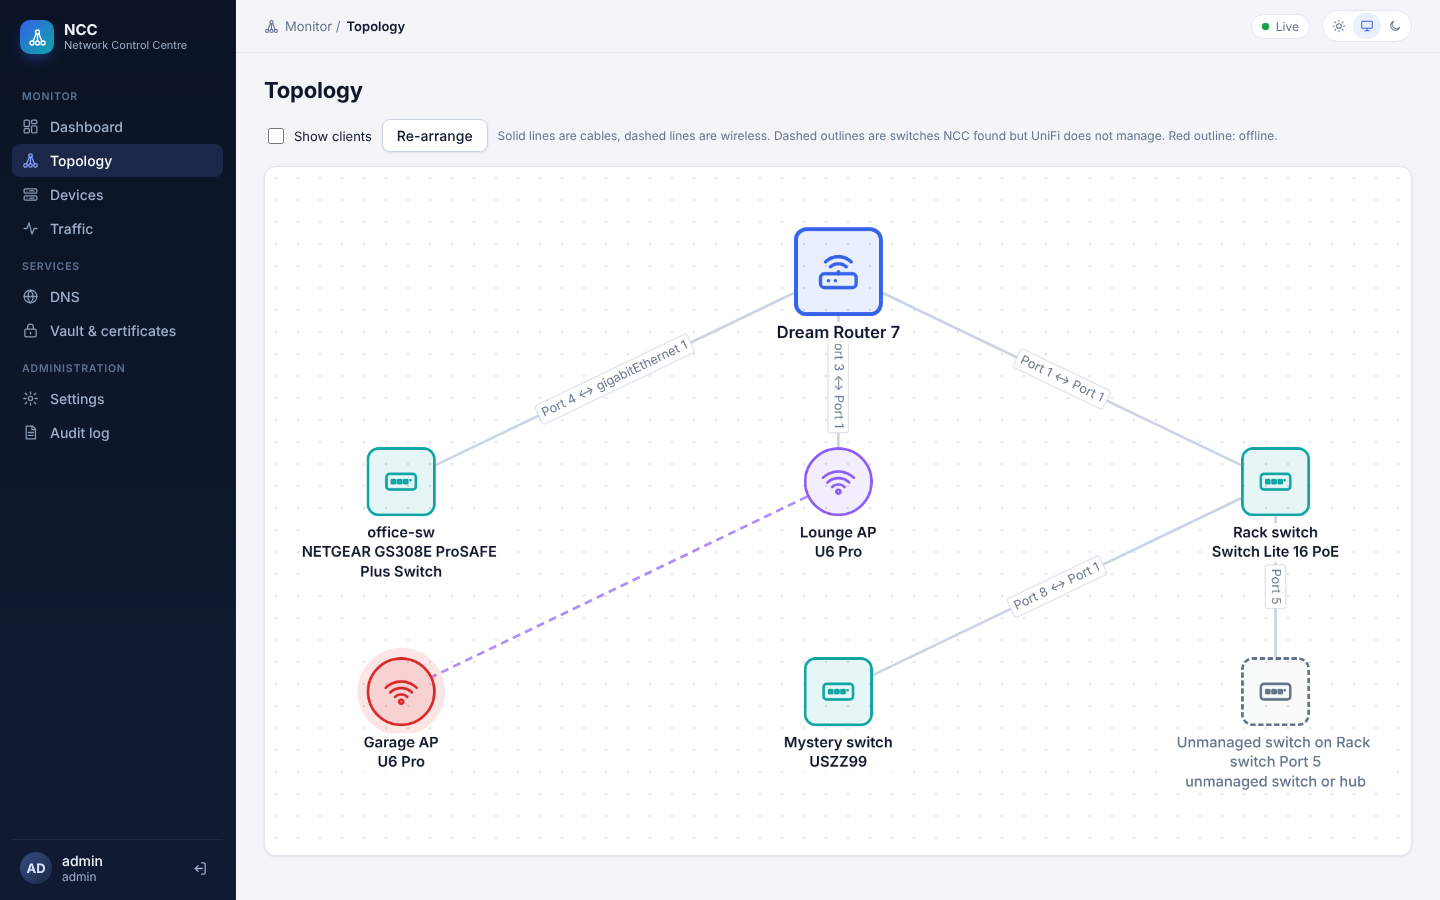 NCC
Network Control Centre
MONITOR
Dashboard
Topology
Devices
Traffic
SERVICES
DNS
Vault & certificates
ADMINISTRATION
Settings
Audit log
AD
admin
admin
Monitor / Topology
Live
Topology
Show clients
Re-arrange
Solid lines are cables, dashed lines are wireless. Dashed outlines are switches NCC found but UniFi does not manage. Red outline: offline.
Dream Router 7
Port 4 <-> gigabitEthernet 1
ort 3 <-> Port 1
Port 1 <-> Port 1
office-sw
NETGEAR GS308E ProSAFE
Plus Switch
Lounge AP
U6 Pro
Rack switch
Switch Lite 16 PoE
Port 8 <-> Port 1
Port 5
Garage AP
U6 Pro
Mystery switch
USZZ99
Unmanaged switch on Rack
switch Port 5
unmanaged switch or hub